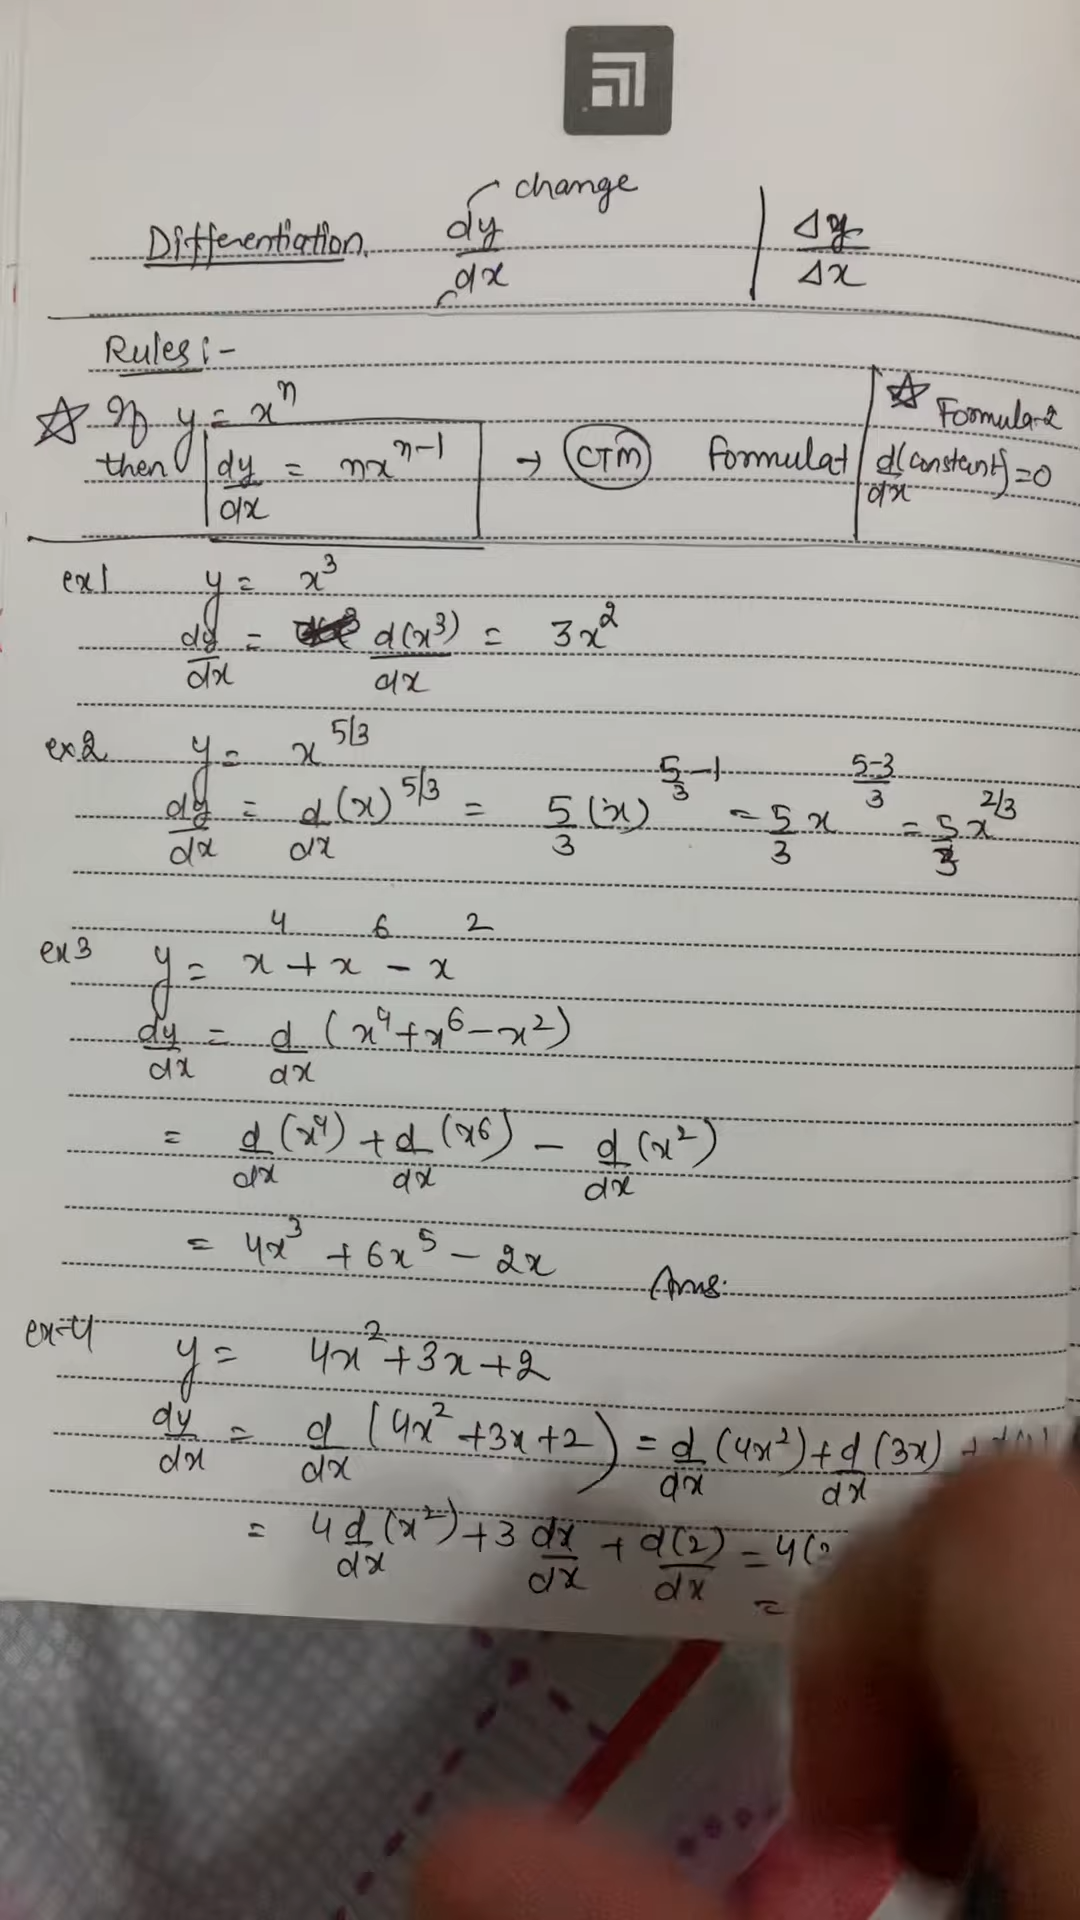 change
Differentiation. dy/dx | Δy/Δx
Rules :-
If y = x^n
then dy/dx = nx^(n-1) → formula1
Formula-2
d/dx (constant) = 0
ex1 y = x^3
dy/dx = d(x^3)/dx = 3x^2
ex2 y = x^(5/3)
dy/dx = d/dx (x)^(5/3) = 5/3 (x)^(5/3-1) = 5/3 x^((5-3)/3) = 5/3 x^(2/3)
ex3 y = x^4 + x^6 - x^2
dy/dx = d/dx (x^4 + x^6 - x^2)
= d/dx (x^4) + d/dx (x^6) - d/dx (x^2)
= 4x^3 + 6x^5 - 2x Ans.
ex-4 y = 4x^2 + 3x + 2
dy/dx = d/dx (4x^2 + 3x + 2) = d/dx (4x^2) + d/dx (3x) +
= 4 d/dx (x^2) + 3 dx/dx + d(2)/dx = 4(2
=